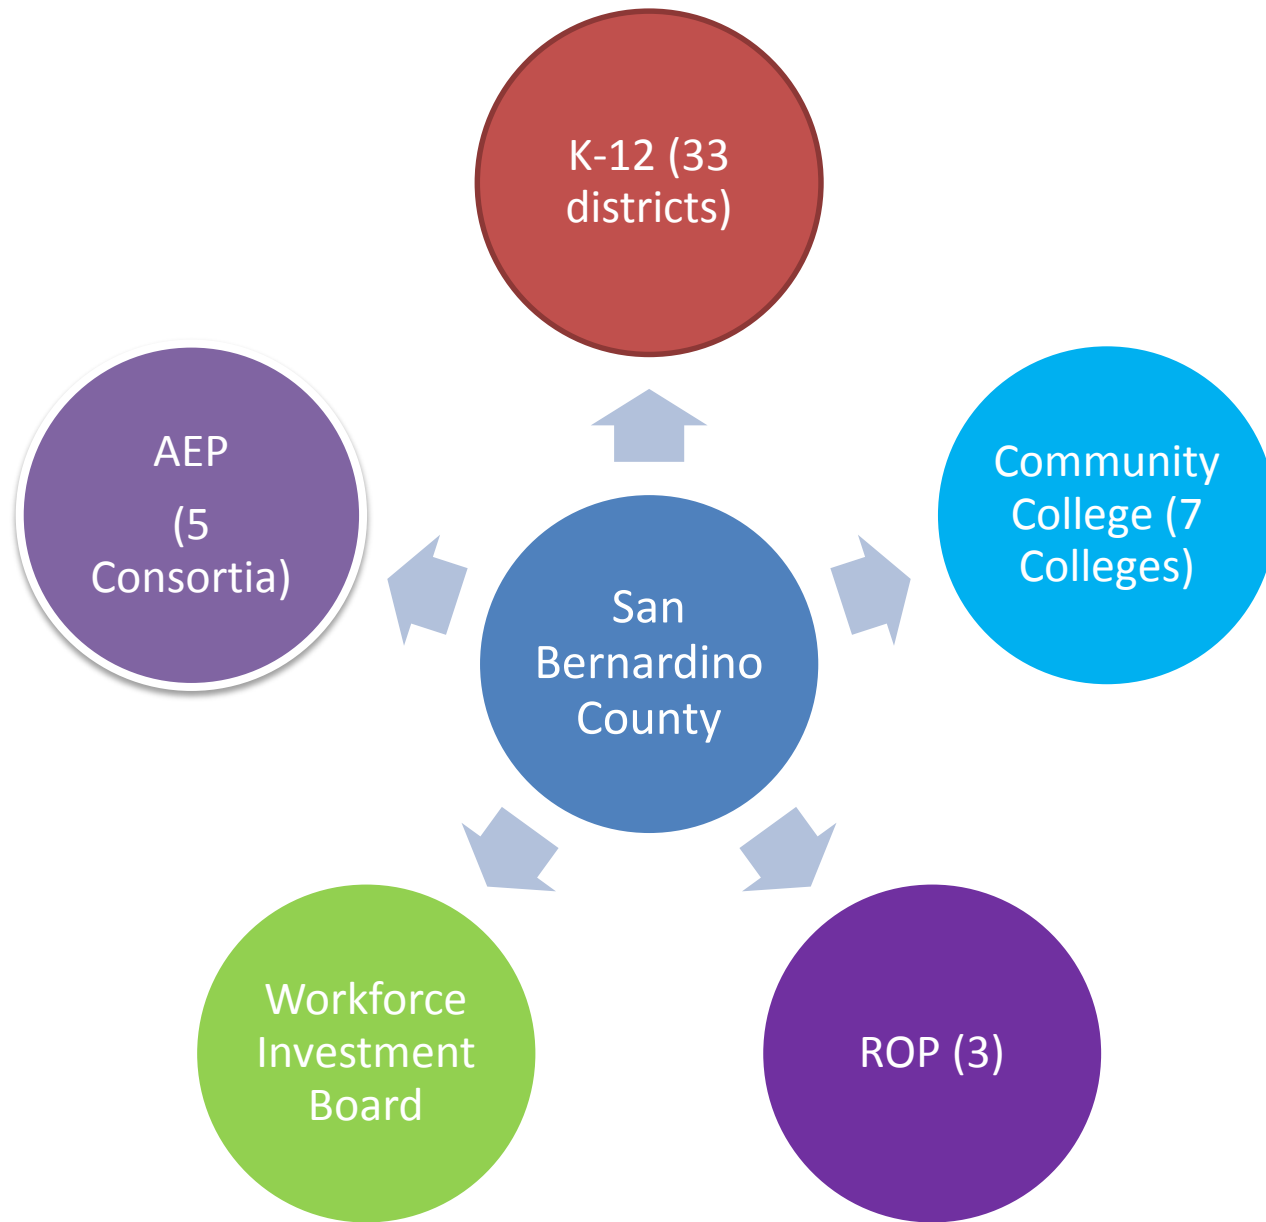 K-12 (33
districts)
AEP
(5
Consortia)
Community
College (7
Colleges)
San
Bernardino
County
Workforce
Investment
Board
ROP (3)